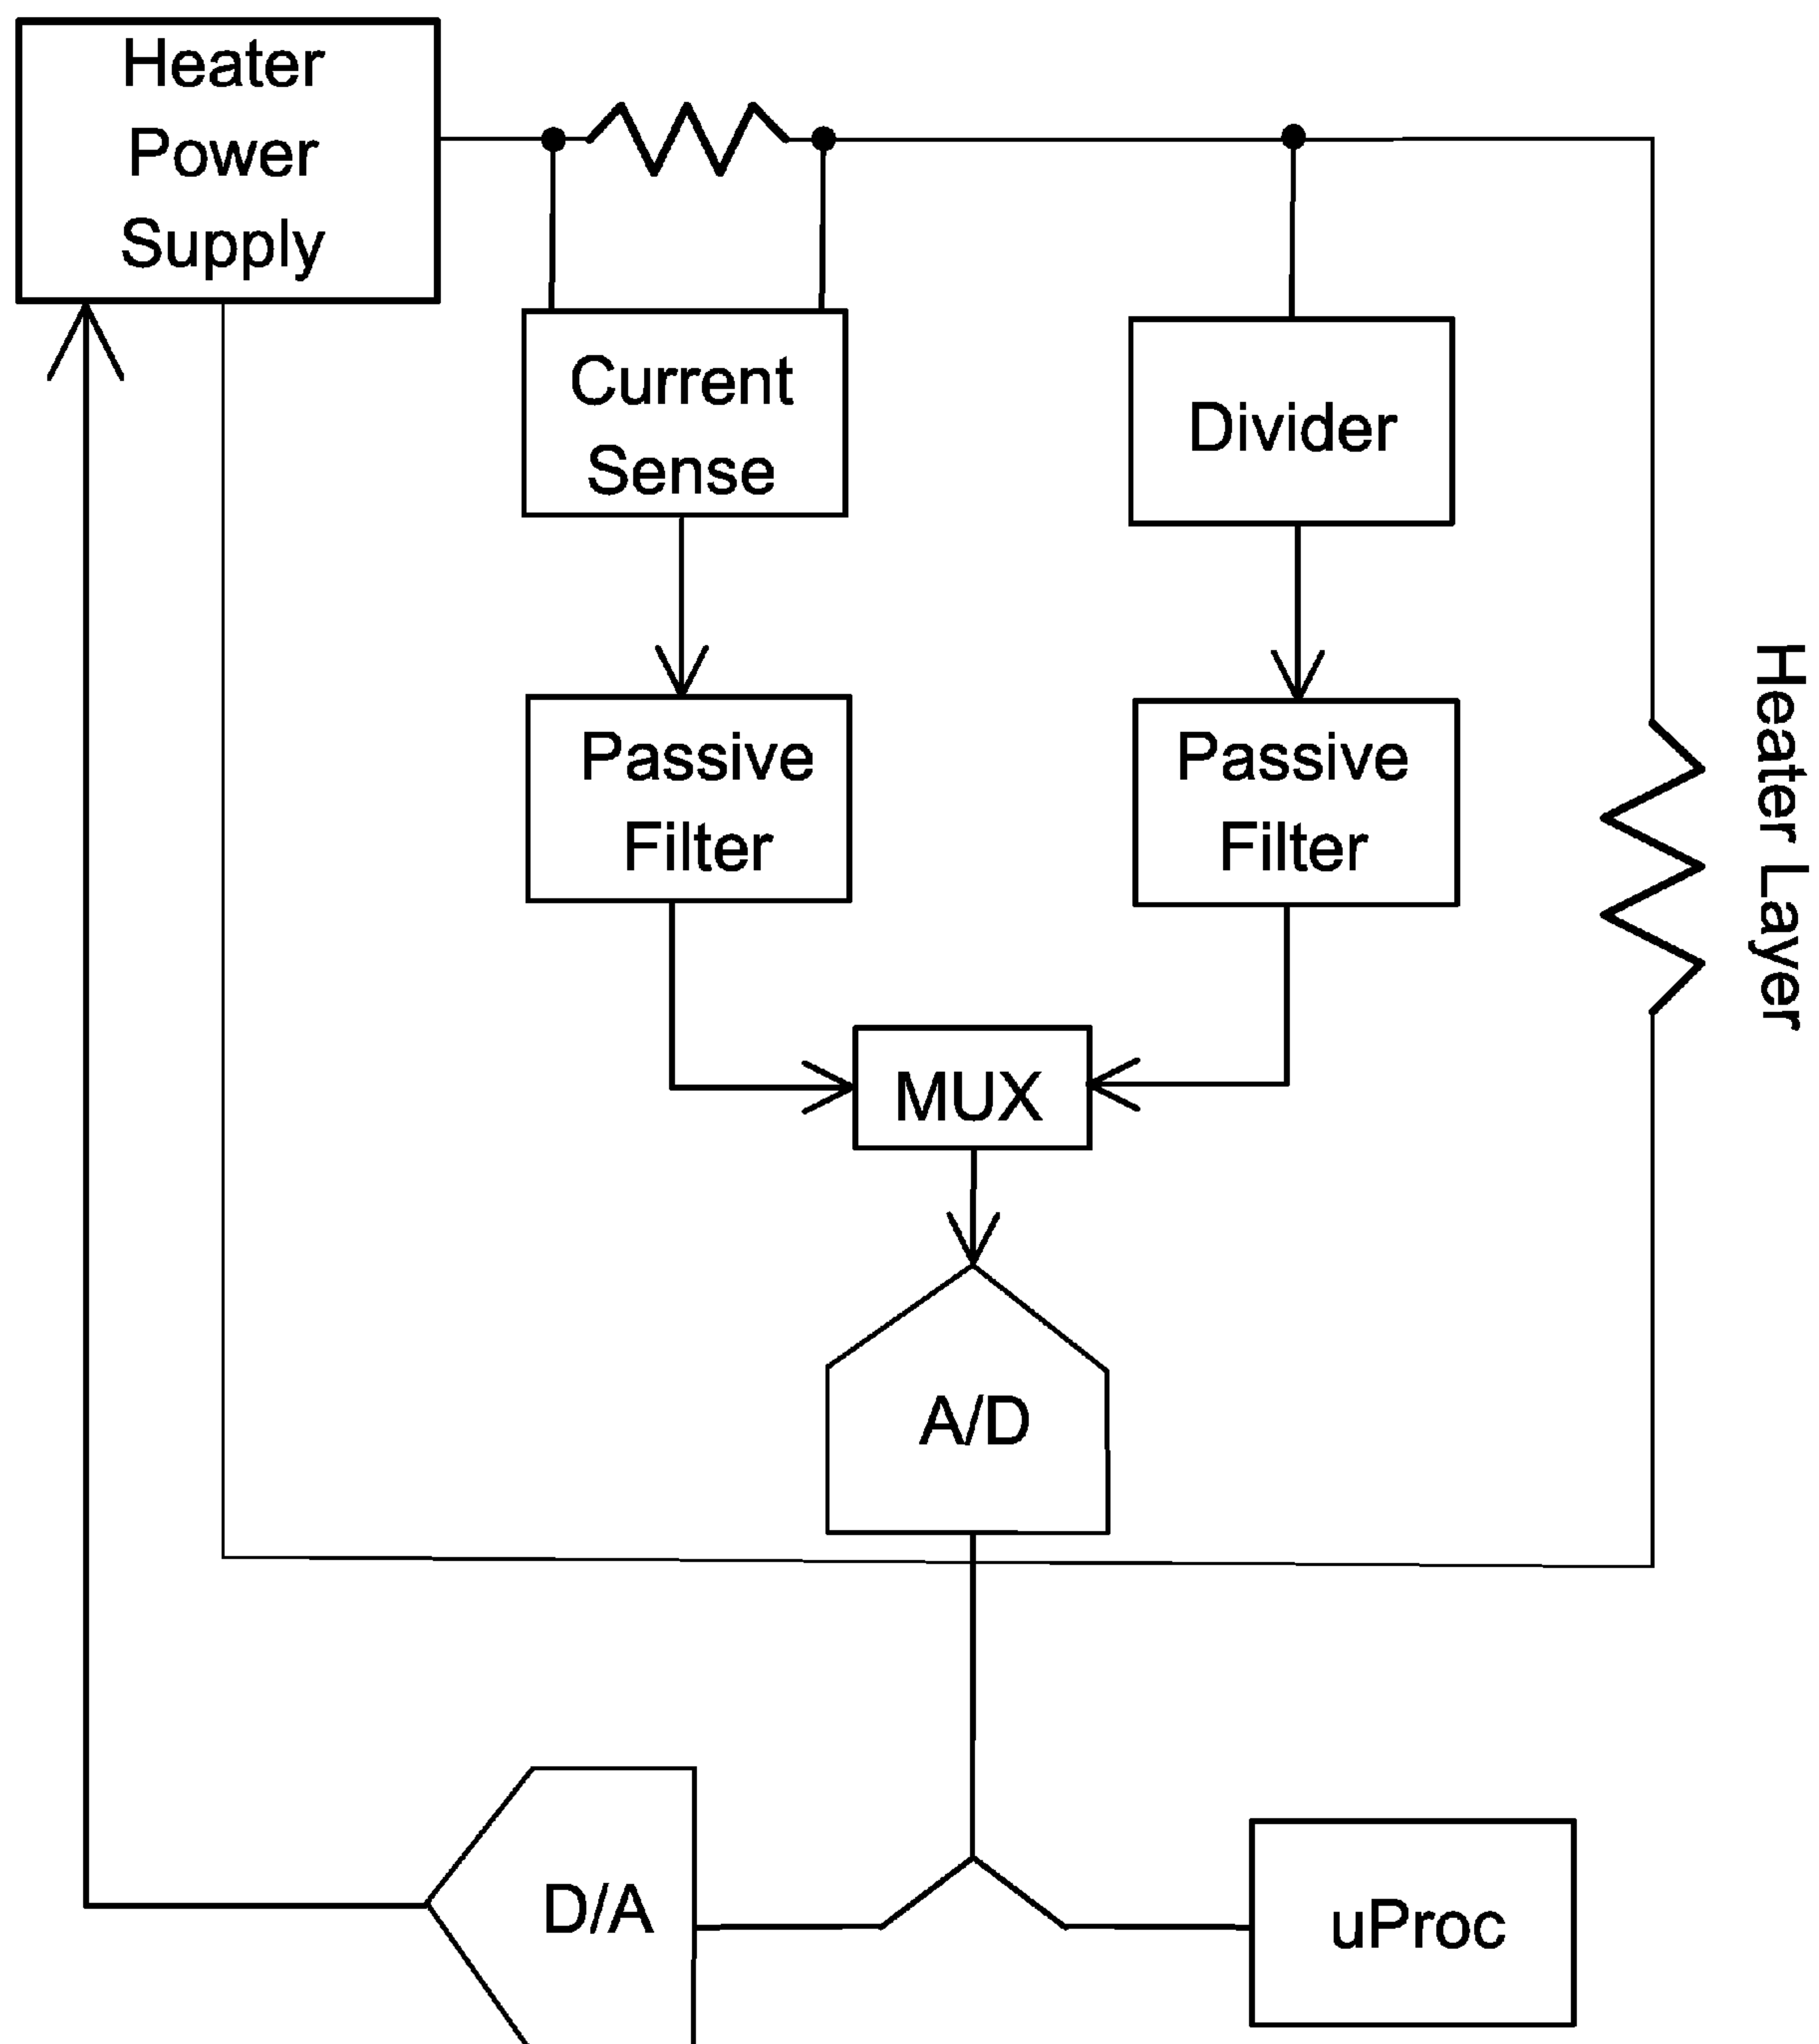 Heater
Power
Supply
Current
Sense
Divider
Passive
Filter
Passive
Filter
Heater Layer
MUX
A/D
D/A
uProc